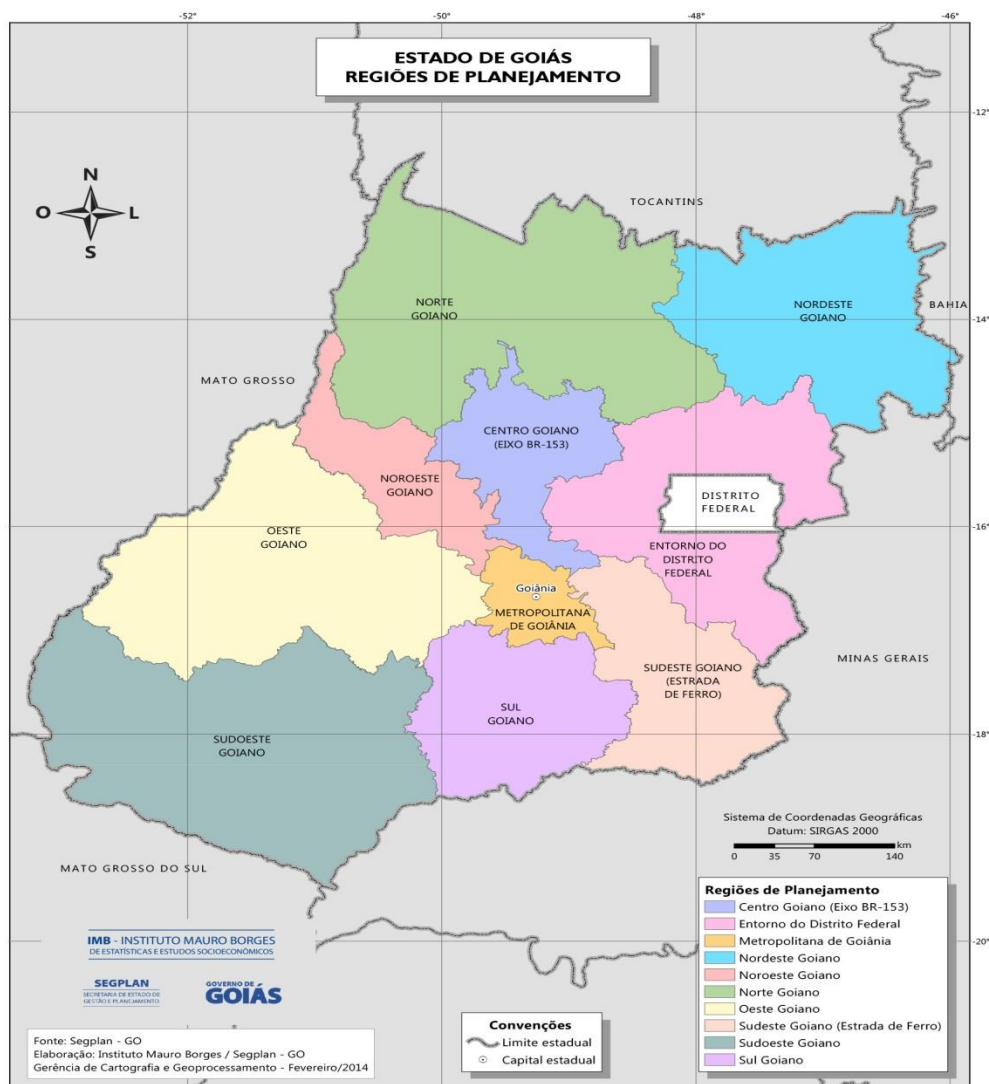 -52°
-50°
-48°
-46°
ESTADO DE GOIÁS
REGIÕES DE PLANEJAMENTO
-12°
N
O
L
S
TOCANTINS
NORTE
GOIANO
NORDESTE
GOIANO
BAHIA
-14°
MATO GROSSO
CENTRO GOIANO
(EIXO BR-153)
NOROESTE
GOIANO
DISTRITO
FEDERAL
OESTE
GOIANO
-16°
ENTORNO DO
DISTRITO
FEDERAL
Goiânia
METROPOLITANA
DE GOIÂNIA
MINAS GERAIS
SUDESTE GOIANO
(ESTRADA
DE FERRO)
SUL
GOIANO
-18°
SUDOESTE
GOIANO
Sistema de Coordenadas Geográficas
Datum: SIRGAS 2000
km
0 35 70 140
MATO GROSSO DO SUL
Regiões de Planejamento
Centro Goiano (Eixo BR-153)
Entorno do Distrito Federal
Metropolitana de Goiânia
Nordeste Goiano
Noroeste Goiano
Norte Goiano
Oeste Goiano
Sudeste Goiano (Estrada de Ferro)
Sudoeste Goiano
Sul Goiano
-20°
IMB - INSTITUTO MAURO BORGES
DE ESTATÍSTICAS E ESTUDOS SOCIOECONÔMICOS
SEGPLAN
SECRETARIA DE ESTADO DE
GESTÃO E PLANEJAMENTO
GOVERNO DE
GOIÁS
Convenções
Limite estadual
Capital estadual
Fonte: Segplan - GO
Elaboração: Instituto Mauro Borges / Segplan - GO
Gerência de Cartografia e Geoprocessamento - Fevereiro/2014